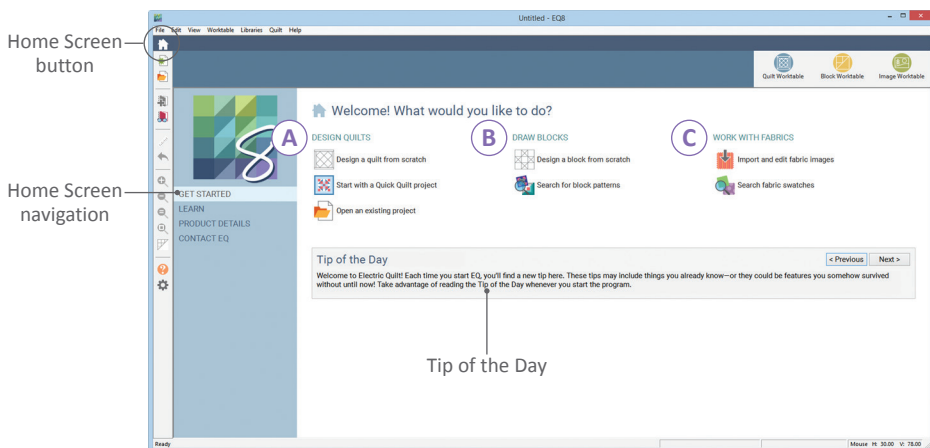 Untitled - EQ8
File Edit View Worktable Libraries Quilt Help
Home Screen
button
Quilt Worktable Block Worktable Image Worktable
8
Welcome! What would you like to do?
A DESIGN QUILTS B DRAW BLOCKS C WORK WITH FABRICS
Design a quilt from scratch Design a block from scratch Import and edit fabric images
Start with a Quick Quilt project Search for block patterns Search fabric swatches
Open an existing project
Home Screen
navigation
GET STARTED
LEARN
PRODUCT DETAILS
CONTACT EQ
Tip of the Day < Previous Next >
Welcome to Electric Quilt! Each time you start EQ, you'll find a new tip here. These tips may include things you already know—or they could be features you somehow survived
without until now! Take advantage of reading the Tip of the Day whenever you start the program.
Tip of the Day
Ready Mouse H: 30.00 V: 78.00